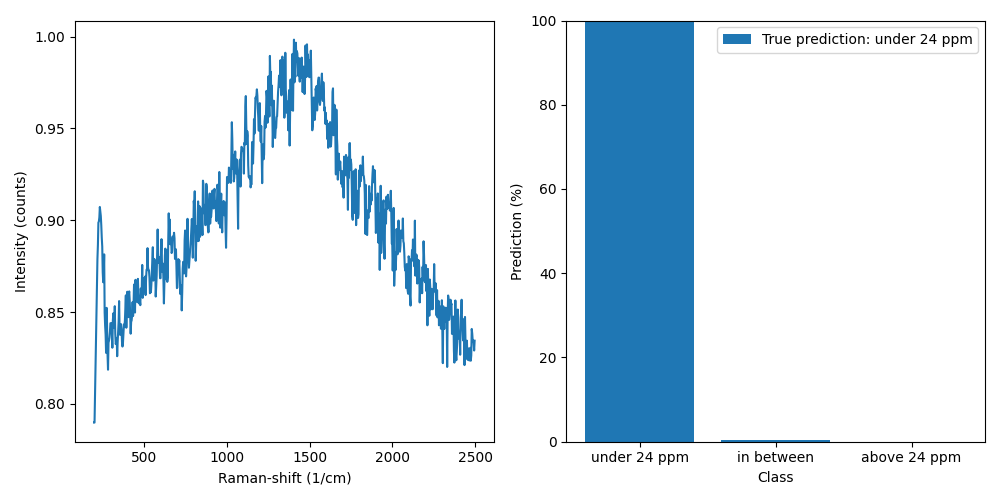 1.00
0.95
0.90
0.85
0.80
Intensity (counts)
500
1000
1500
2000
2500
Raman-shift (1/cm)
100
80
60
40
20
0
Prediction (%)
True prediction: under 24 ppm
under 24 ppm
in between
above 24 ppm
Class